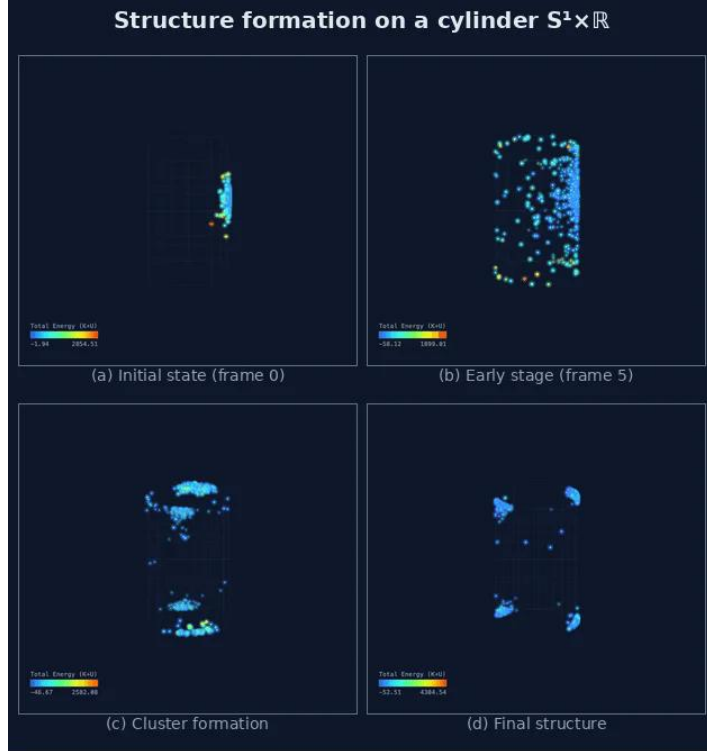 Structure formation on a cylinder S¹×ℝ
Total Energy (K+U)
−1.94 2054.51
(a) Initial state (frame 0)
Total Energy (K+U)
−50.12 1099.01
(b) Early stage (frame 5)
Total Energy (K+U)
−46.67 2502.00
(c) Cluster formation
Total Energy (K+U)
−52.51 4304.54
(d) Final structure